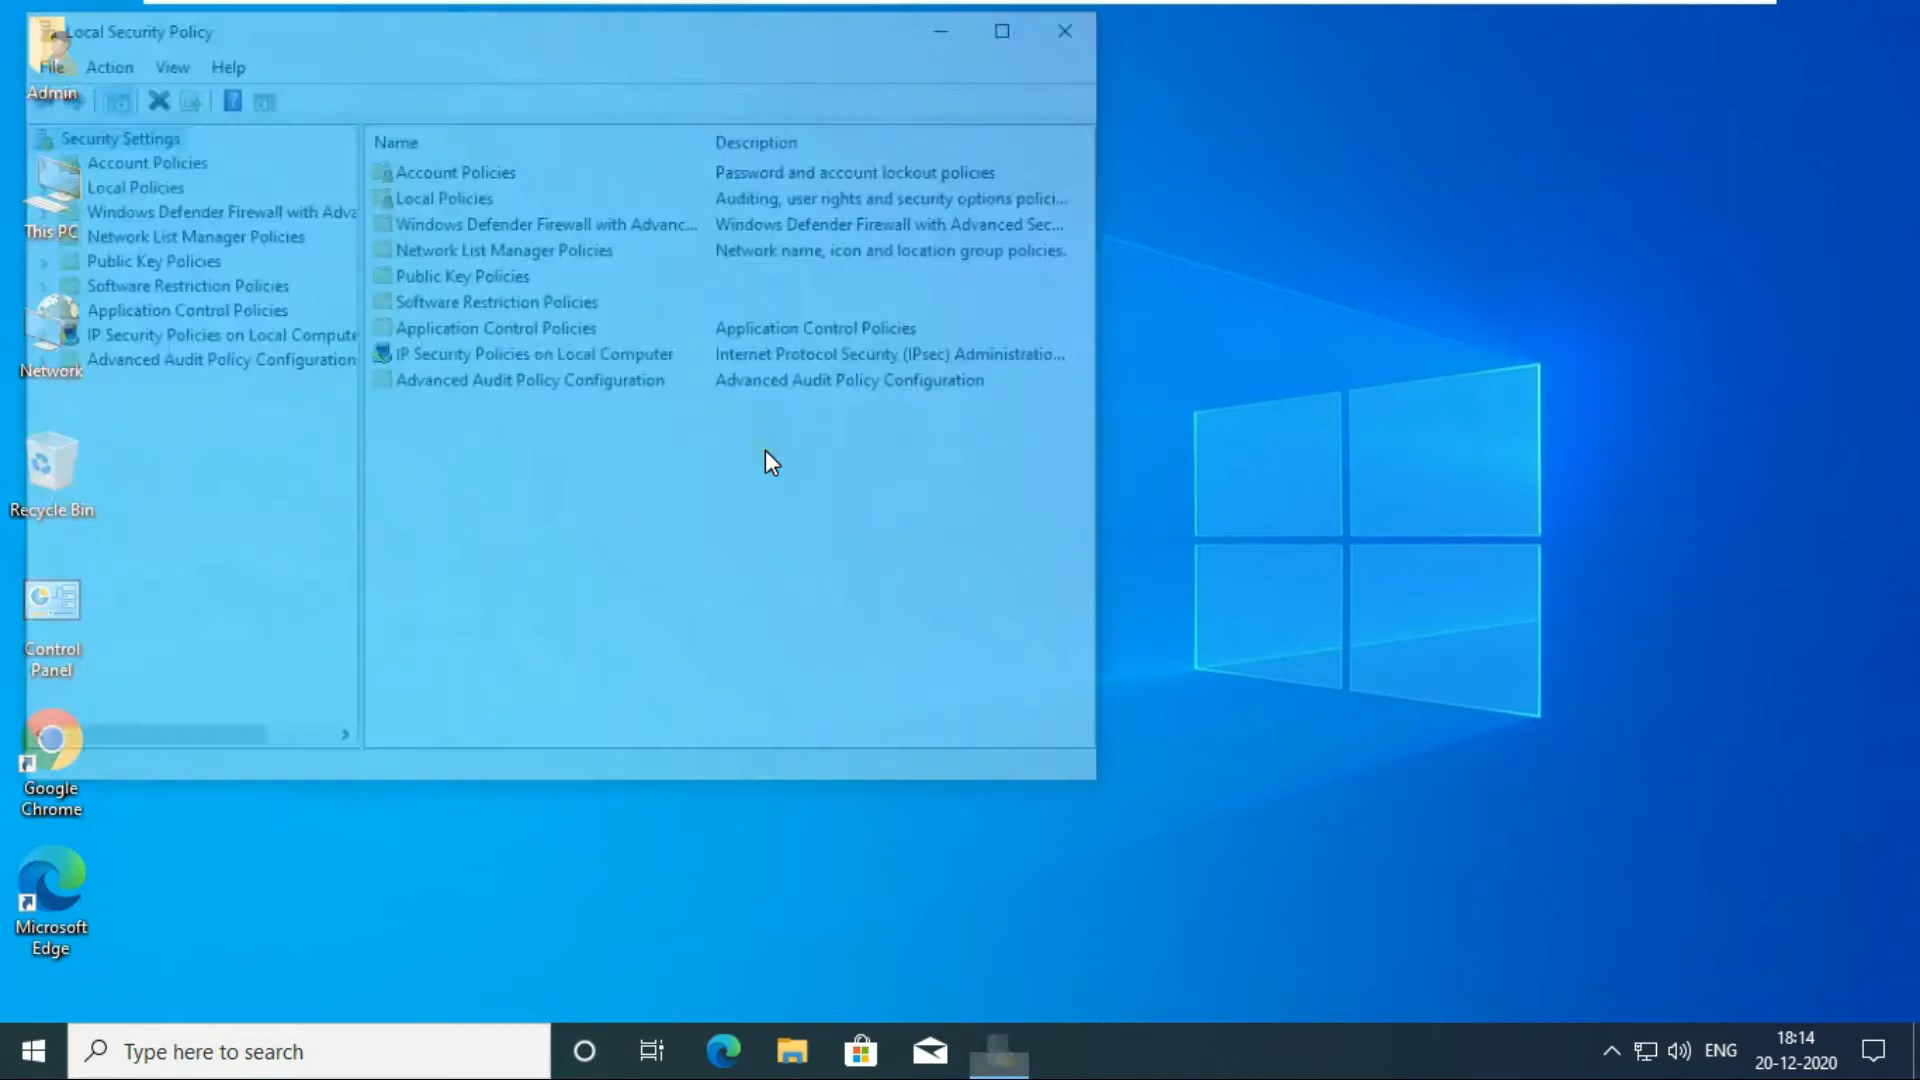 Local Security Policy
File Action View Help
Admin
Security Settings
Account Policies
Local Policies
Windows Defender Firewall with Adva
Network List Manager Policies
Public Key Policies
Software Restriction Policies
Application Control Policies
IP Security Policies on Local Compute
Advanced Audit Policy Configuration
Name Description
Account Policies Password and account lockout policies
Local Policies Auditing, user rights and security options polici...
Windows Defender Firewall with Advanc... Windows Defender Firewall with Advanced Sec...
Network List Manager Policies Network name, icon and location group policies.
Public Key Policies
Software Restriction Policies
Application Control Policies Application Control Policies
IP Security Policies on Local Computer Internet Protocol Security (IPsec) Administratio...
Advanced Audit Policy Configuration Advanced Audit Policy Configuration
This PC
Network
Recycle Bin
Control
Panel
Google
Chrome
Microsoft
Edge
Type here to search
ENG
18:14
20-12-2020